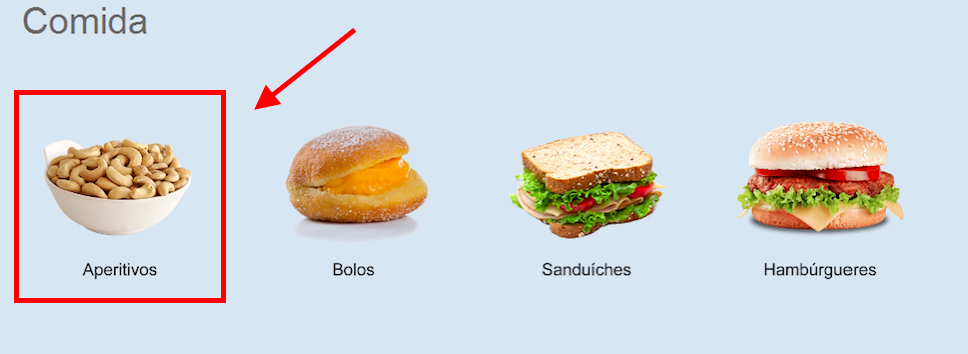 Comida
Aperitivos
Bolos
Sanduíches
Hambúrgueres